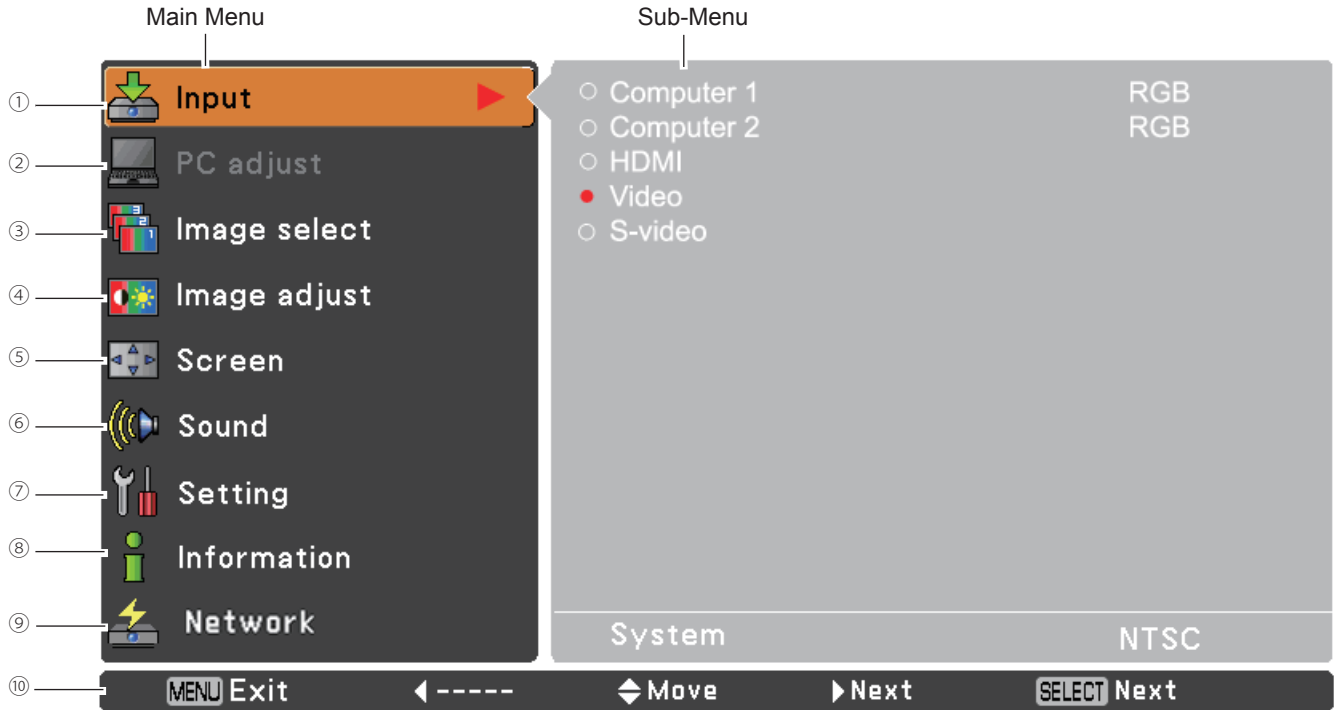 Main Menu Sub-Menu
① Input Computer 1 RGB
Computer 2 RGB
② PC adjust HDMI
Video
③ Image select S-video
④ Image adjust
⑤ Screen
⑥ Sound
⑦ Setting
⑧ Information
⑨ Network System NTSC
⑩ MENU Exit ----- Move Next SELECT Next